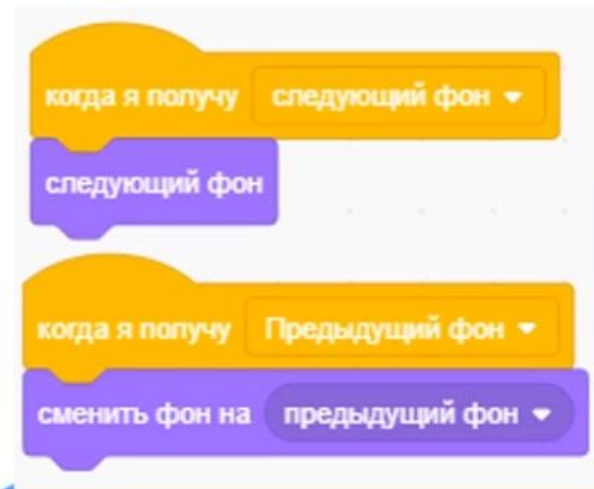 когда я получу следующий фон
следующий фон
когда я получу Предыдущий фон
сменить фон на предыдущий фон